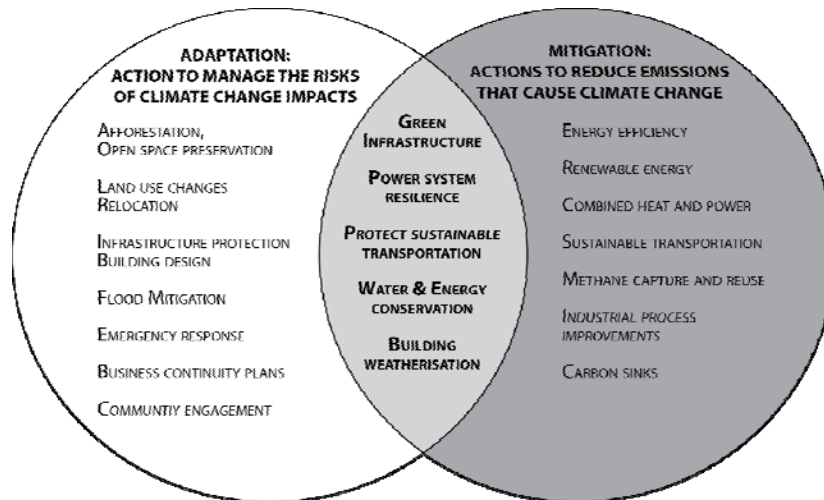 ADAPTATION:
ACTION TO MANAGE THE RISKS
OF CLIMATE CHANGE IMPACTS
AFFORESTATION,
OPEN SPACE PRESERVATION
LAND USE CHANGES
RELOCATION
INFRASTRUCTURE PROTECTION
BUILDING DESIGN
FLOOD MITIGATION
EMERGENCY RESPONSE
BUSINESS CONTINUITY PLANS
COMMUNTIY ENGAGEMENT
GREEN
INFRASTRUCTURE
POWER SYSTEM
RESILIENCE
PROTECT SUSTAINABLE
TRANSPORTATION
WATER & ENERGY
CONSERVATION
BUILDING
WEATHERISATION
MITIGATION:
ACTIONS TO REDUCE EMISSIONS
THAT CAUSE CLIMATE CHANGE
ENERGY EFFICIENCY
RENEWABLE ENERGY
COMBINED HEAT AND POWER
SUSTAINABLE TRANSPORTATION
METHANE CAPTURE AND REUSE
INDUSTRIAL PROCESS
IMPROVEMENTS
CARBON SINKS